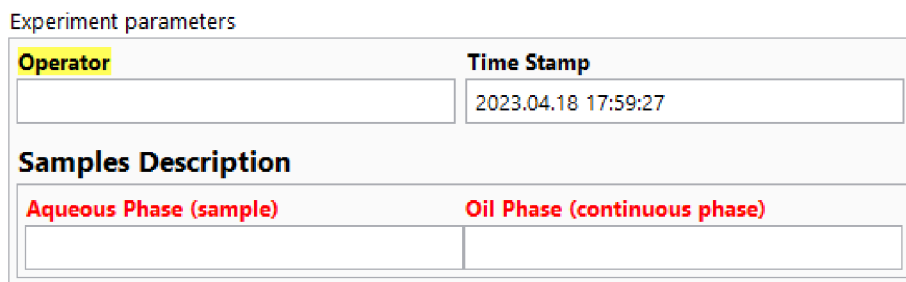 Experiment parameters
Operator Time Stamp
2023.04.18 17:59:27
Samples Description
Aqueous Phase (sample) Oil Phase (continuous phase)